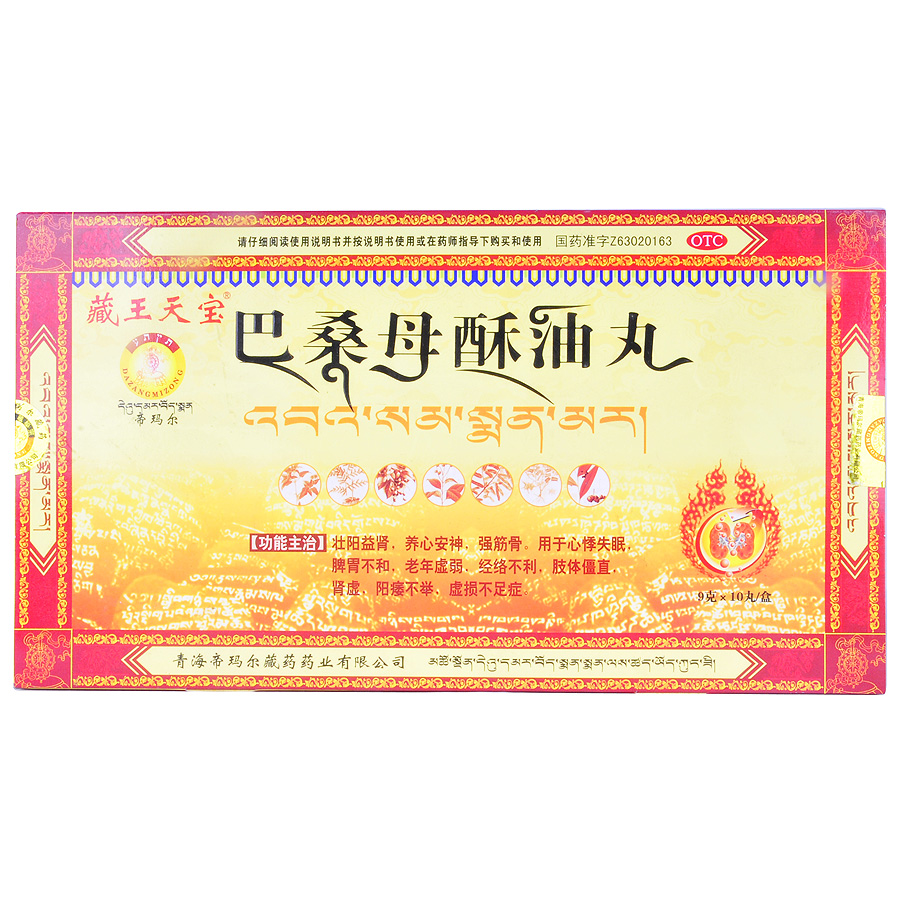 请仔细阅读使用说明书并按说明书使用或在药师指导下购买和使用 国药准字Z63020163 OTC
藏王天宝®
巴桑母酥油丸
DAZANGMIZONG
帝玛尔
འབའ་སམ་སྨན་མར།
【功能主治】壮阳益肾，养心安神，强筋骨。用于心悸失眠，
脾胃不和，老年虚弱，经络不利，肢体僵直，
肾虚，阳痿不举，虚损不足症。
9克×10丸/盒
青海帝玛尔藏药药业有限公司